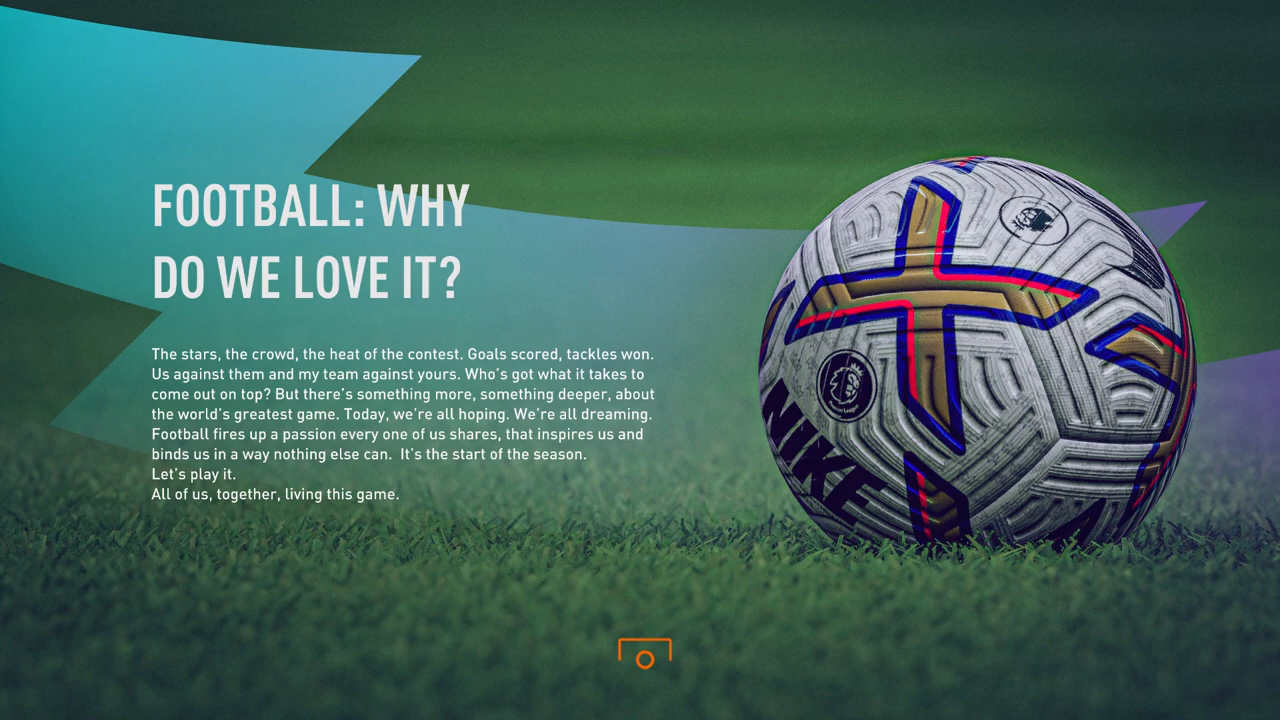 FOOTBALL: WHY
DO WE LOVE IT?
The stars, the crowd, the heat of the contest. Goals scored, tackles won.
Us against them and my team against yours. Who's got what it takes to
come out on top? But there's something more, something deeper, about
the world's greatest game. Today, we're all hoping. We're all dreaming.
Football fires up a passion every one of us shares, that inspires us and
binds us in a way nothing else can.  It's the start of the season.
Let's play it.
All of us, together, living this game.
Premier League
NIKE